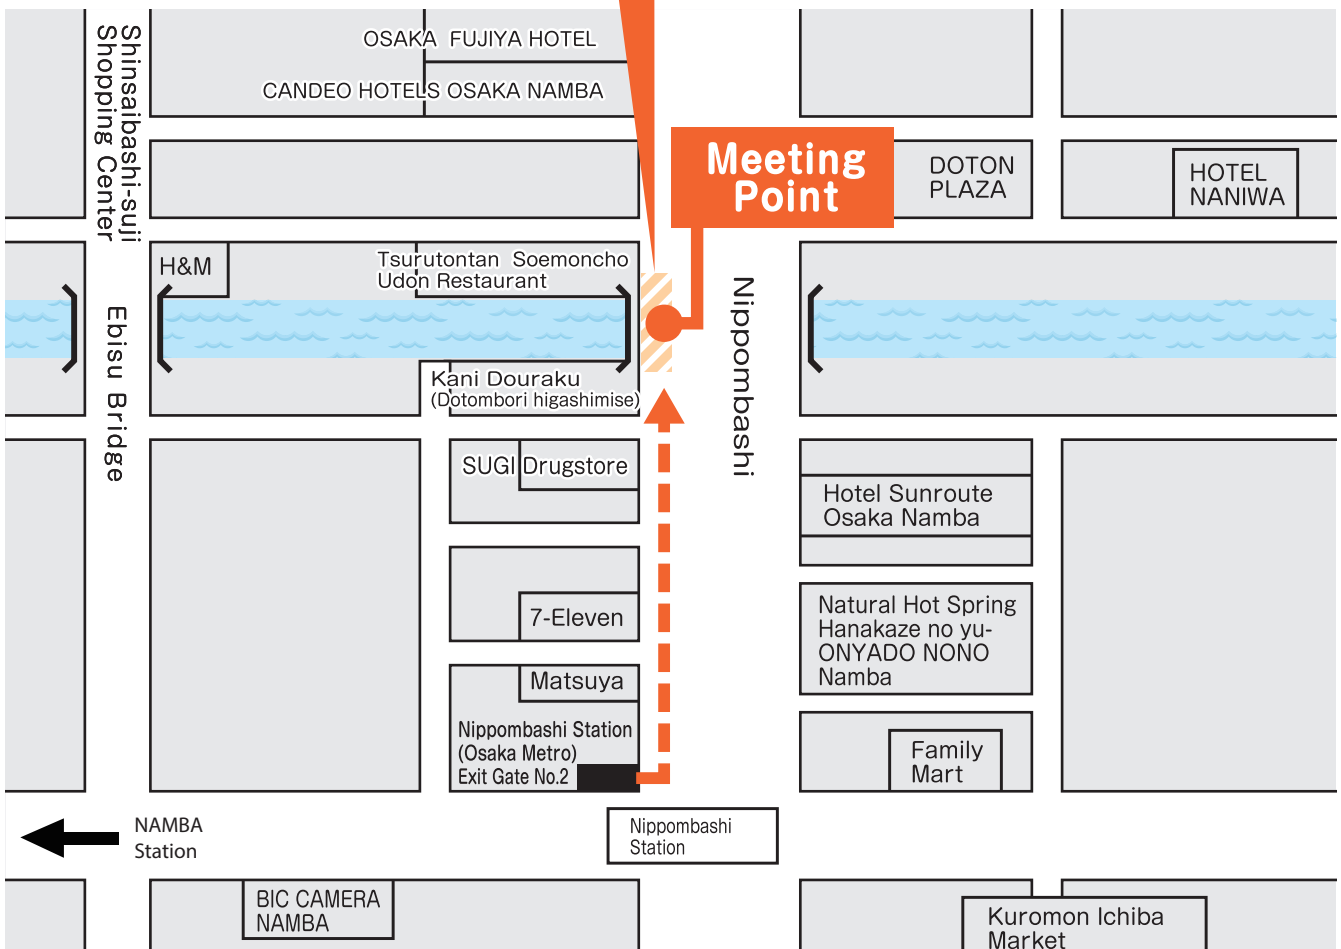 OSAKA FUJIYA HOTEL
CANDEO HOTELS OSAKA NAMBA
Shinsaibashi-suji
Shopping Center
Meeting
Point
DOTON
PLAZA
HOTEL
NANIWA
H&M
Tsurutontan Soemoncho
Udon Restaurant
Ebisu Bridge
Nippombashi
Kani Douraku
(Dotombori higashimise)
SUGI Drugstore
Hotel Sunroute
Osaka Namba
7-Eleven
Natural Hot Spring
Hanakaze no yu-
ONYADO NONO
Namba
Matsuya
Nippombashi Station
(Osaka Metro)
Exit Gate No.2
Family
Mart
NAMBA
Station
Nippombashi
Station
BIC CAMERA
NAMBA
Kuromon Ichiba
Market